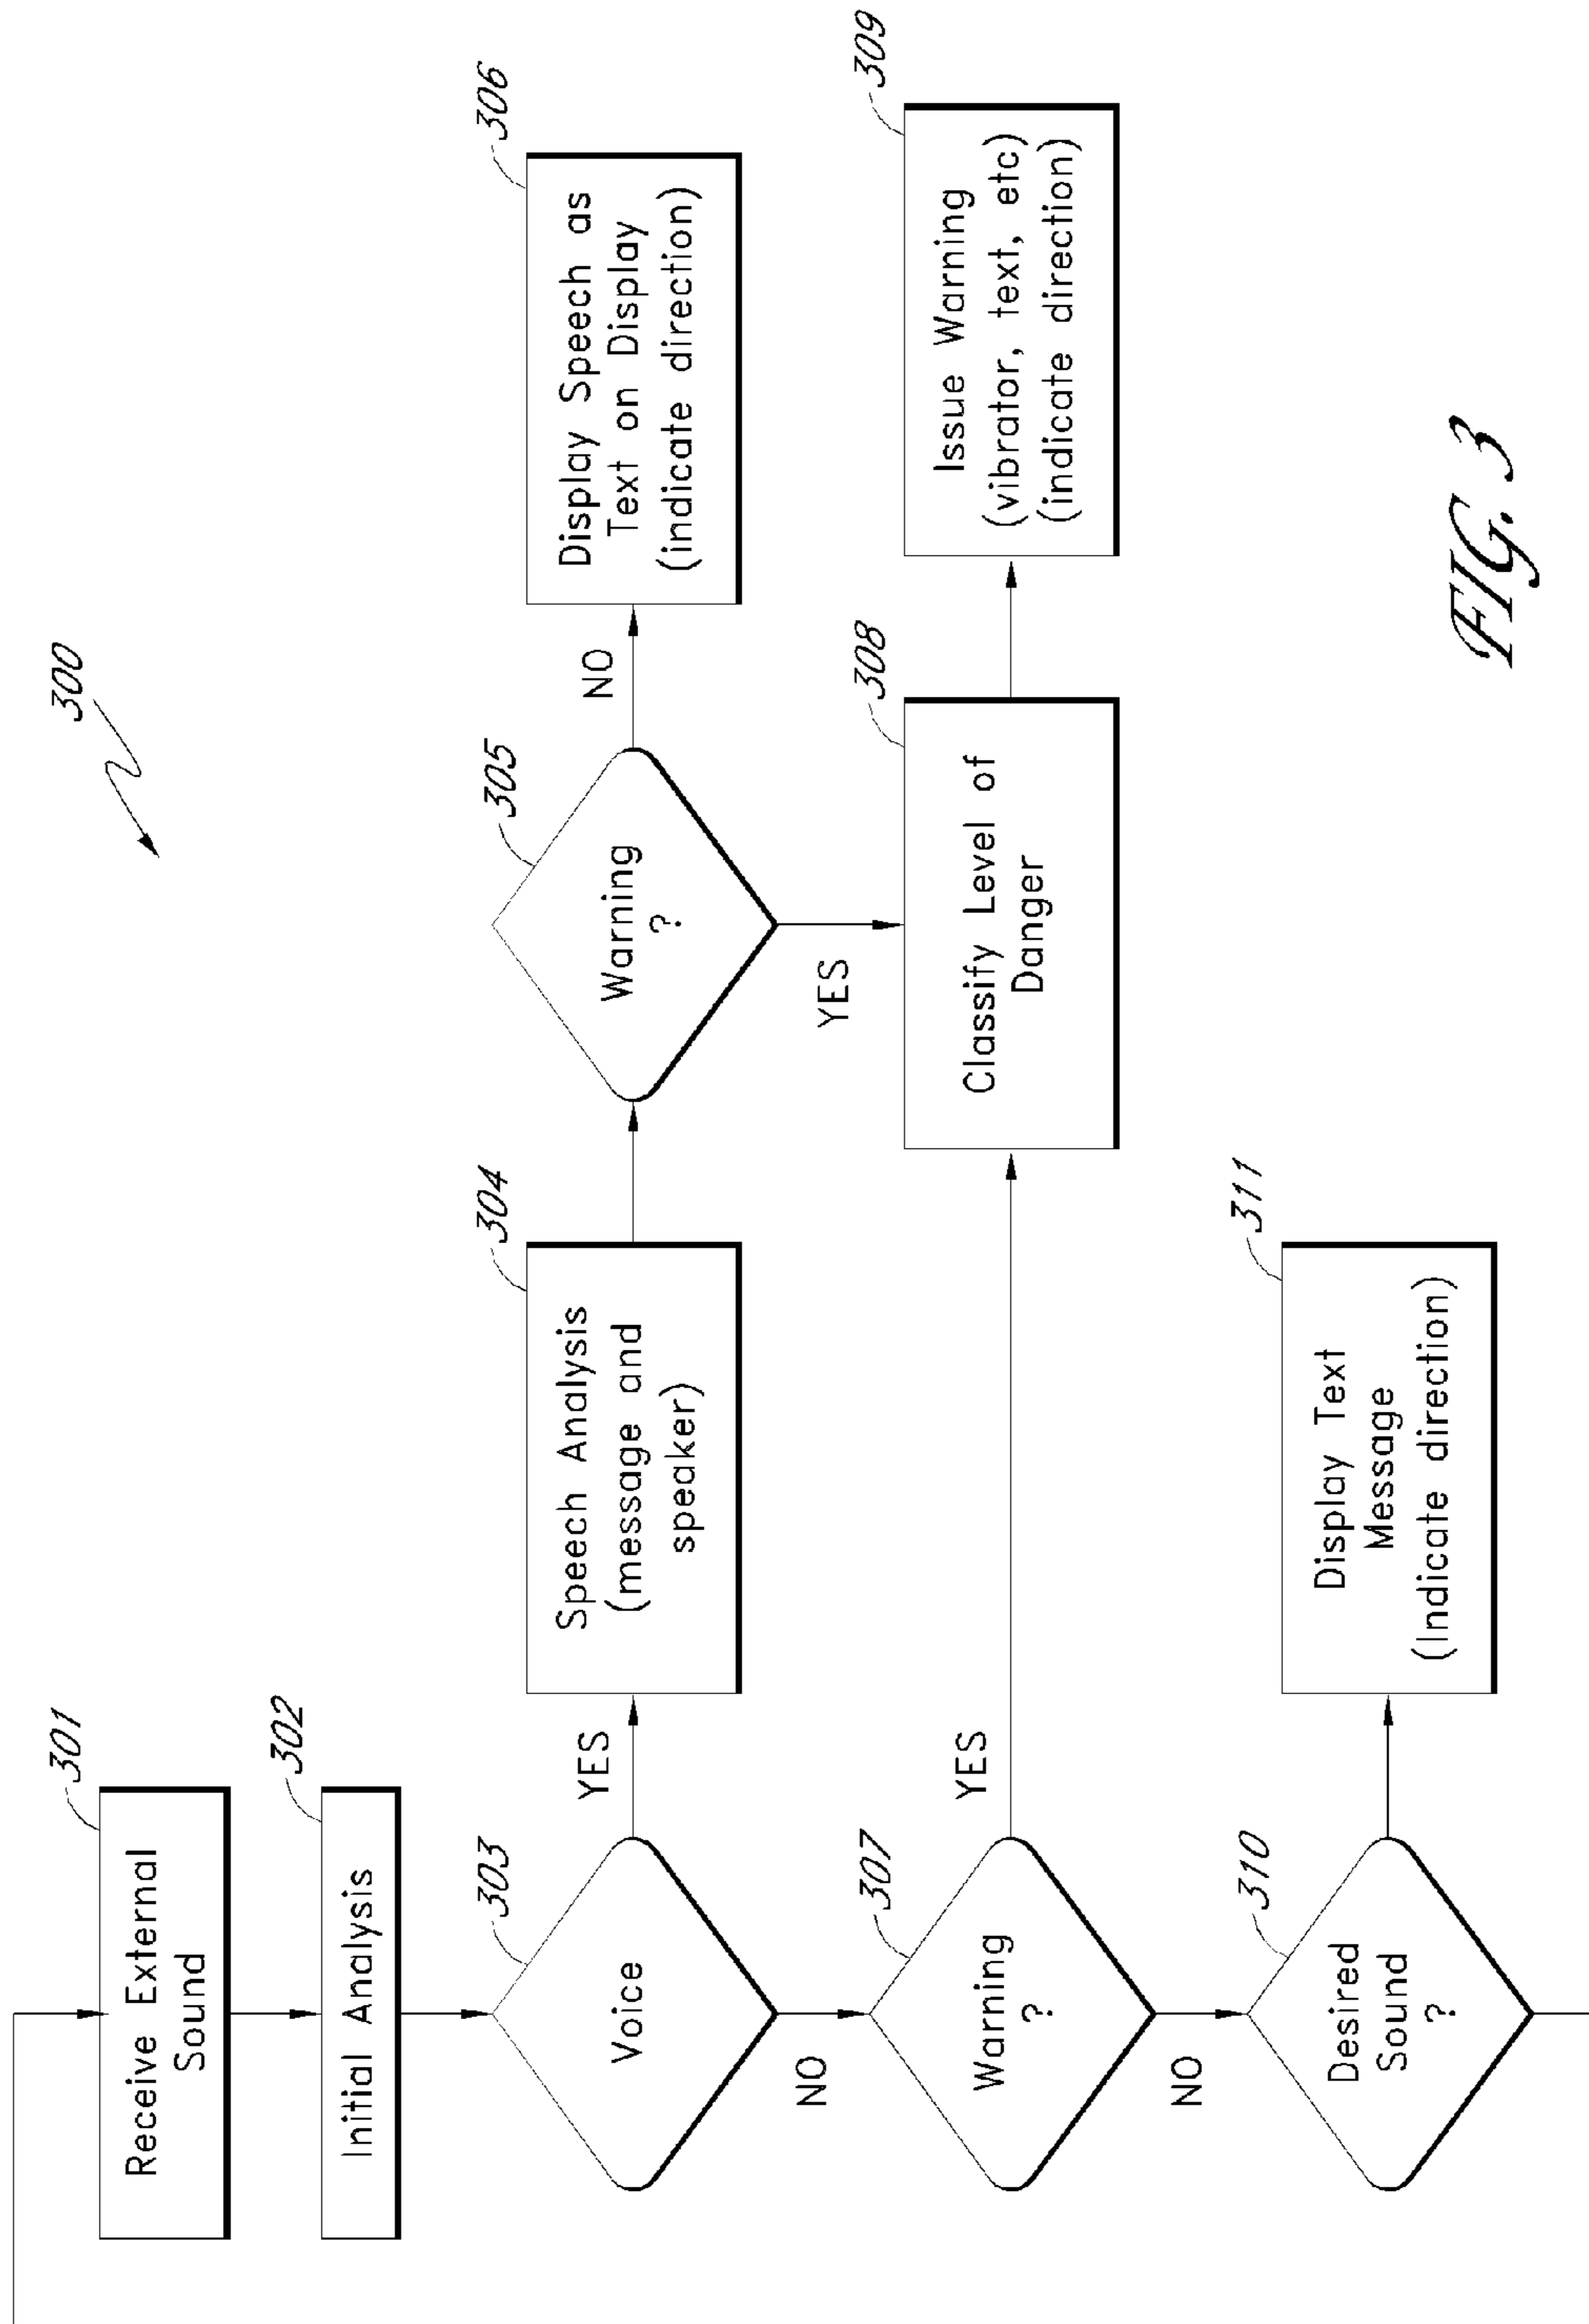 300
301
Receive External
Sound
302
Initial Analysis
303
Voice
YES
NO
304
Speech Analysis
(message and
speaker)
305
Warning
?
NO
YES
306
Display Speech as
Text on Display
(indicate direction)
307
Warning
?
YES
NO
308
Classify Level of
Danger
309
Issue Warning
(vibrator, text, etc)
(indicate direction)
310
Desired
Sound
?
311
Display Text
Message
(Indicate direction)
FIG. 3